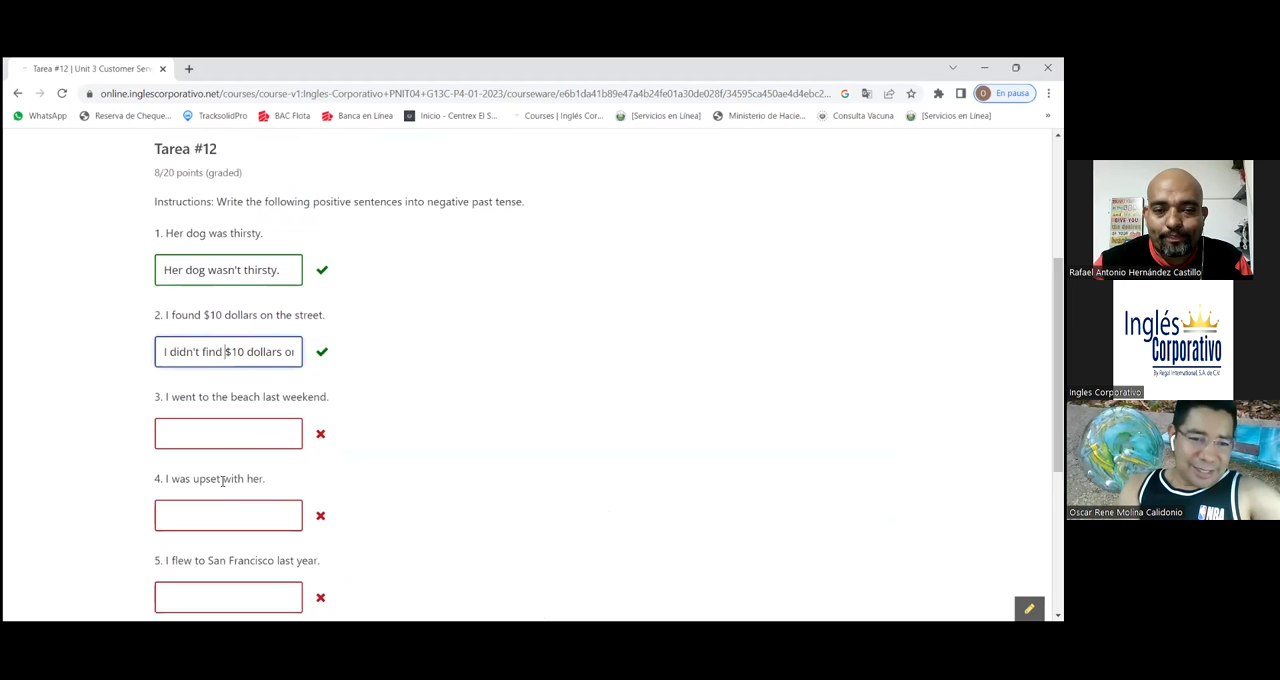 Tarea #12 | Unit 3 Customer Serv
online.inglescorporativo.net/courses/course-v1:Ingles-Corporativo+PNIT04+G13C-P4-01-2023/courseware/e6b1da41b89e47a4b24fe01a30de028f/34595ca450ae4d4ebc2...
En pausa
WhatsApp
Reserva de Cheque...
TracksolidPro
BAC Flota
Banca en Línea
Inicio - Centrex El S...
Courses | Inglés Cor...
[Servicios en Línea]
Ministerio de Hacie...
Consulta Vacuna
[Servicios en Línea]
Tarea #12
8/20 points (graded)
Instructions: Write the following positive sentences into negative past tense.
1. Her dog was thirsty.
Her dog wasn't thirsty.
2. I found $10 dollars on the street.
I didn't find $10 dollars o
3. I went to the beach last weekend.
4. I was upset with her.
5. I flew to San Francisco last year.
Rafael Antonio Hernández Castillo
Inglés
Corporativo
By Regal International, S.A. de C.V.
Ingles Corporativo
NBA
Oscar Rene Molina Calidonio